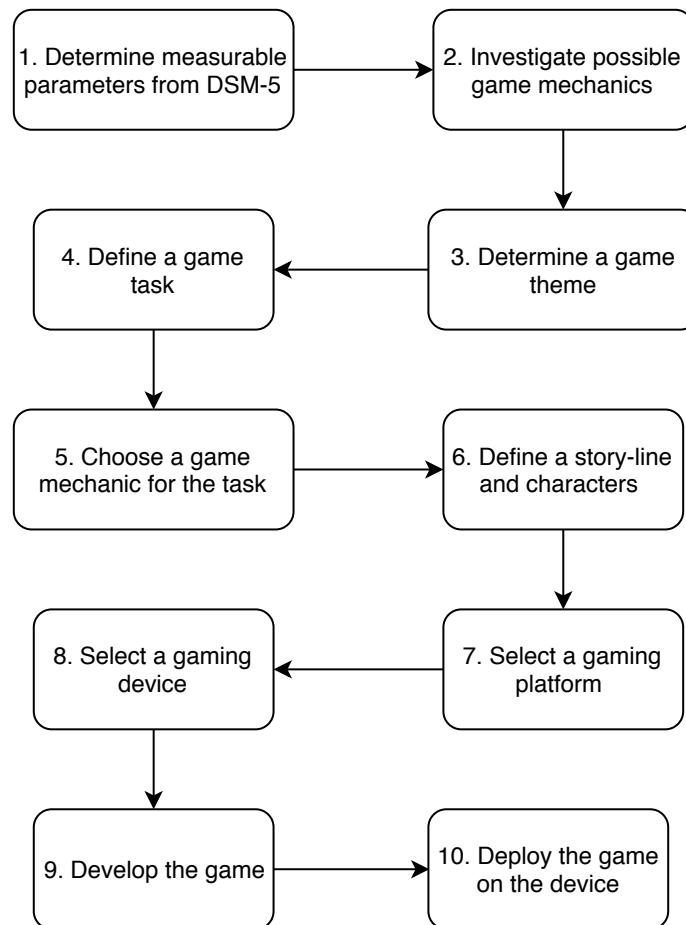 1. Determine measurable
parameters from DSM-5
2. Investigate possible
game mechanics
3. Determine a game
theme
4. Define a game
task
5. Choose a game
mechanic for the task
6. Define a story-line
and characters
7. Select a gaming
platform
8. Select a gaming
device
9. Develop the game
10. Deploy the game
on the device